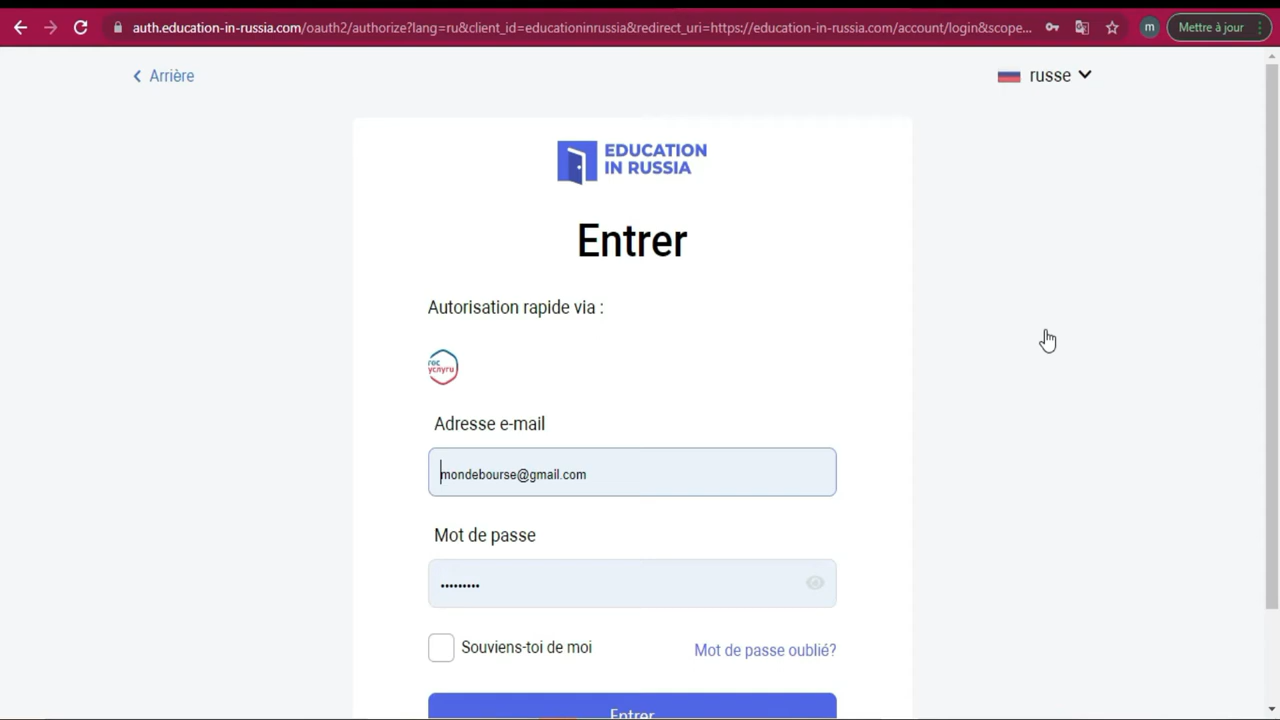 auth.education-in-russia.com/oauth2/authorize?lang=ru&client_id=educationinrussia&redirect_uri=https://education-in-russia.com/account/login&scope...
m
Mettre à jour
Arrière
russe
EDUCATION
IN RUSSIA
Entrer
Autorisation rapide via :
гос
услуги
Adresse e-mail
mondebourse@gmail.com
Mot de passe
•••••••••
Souviens-toi de moi
Mot de passe oublié?
Entrer